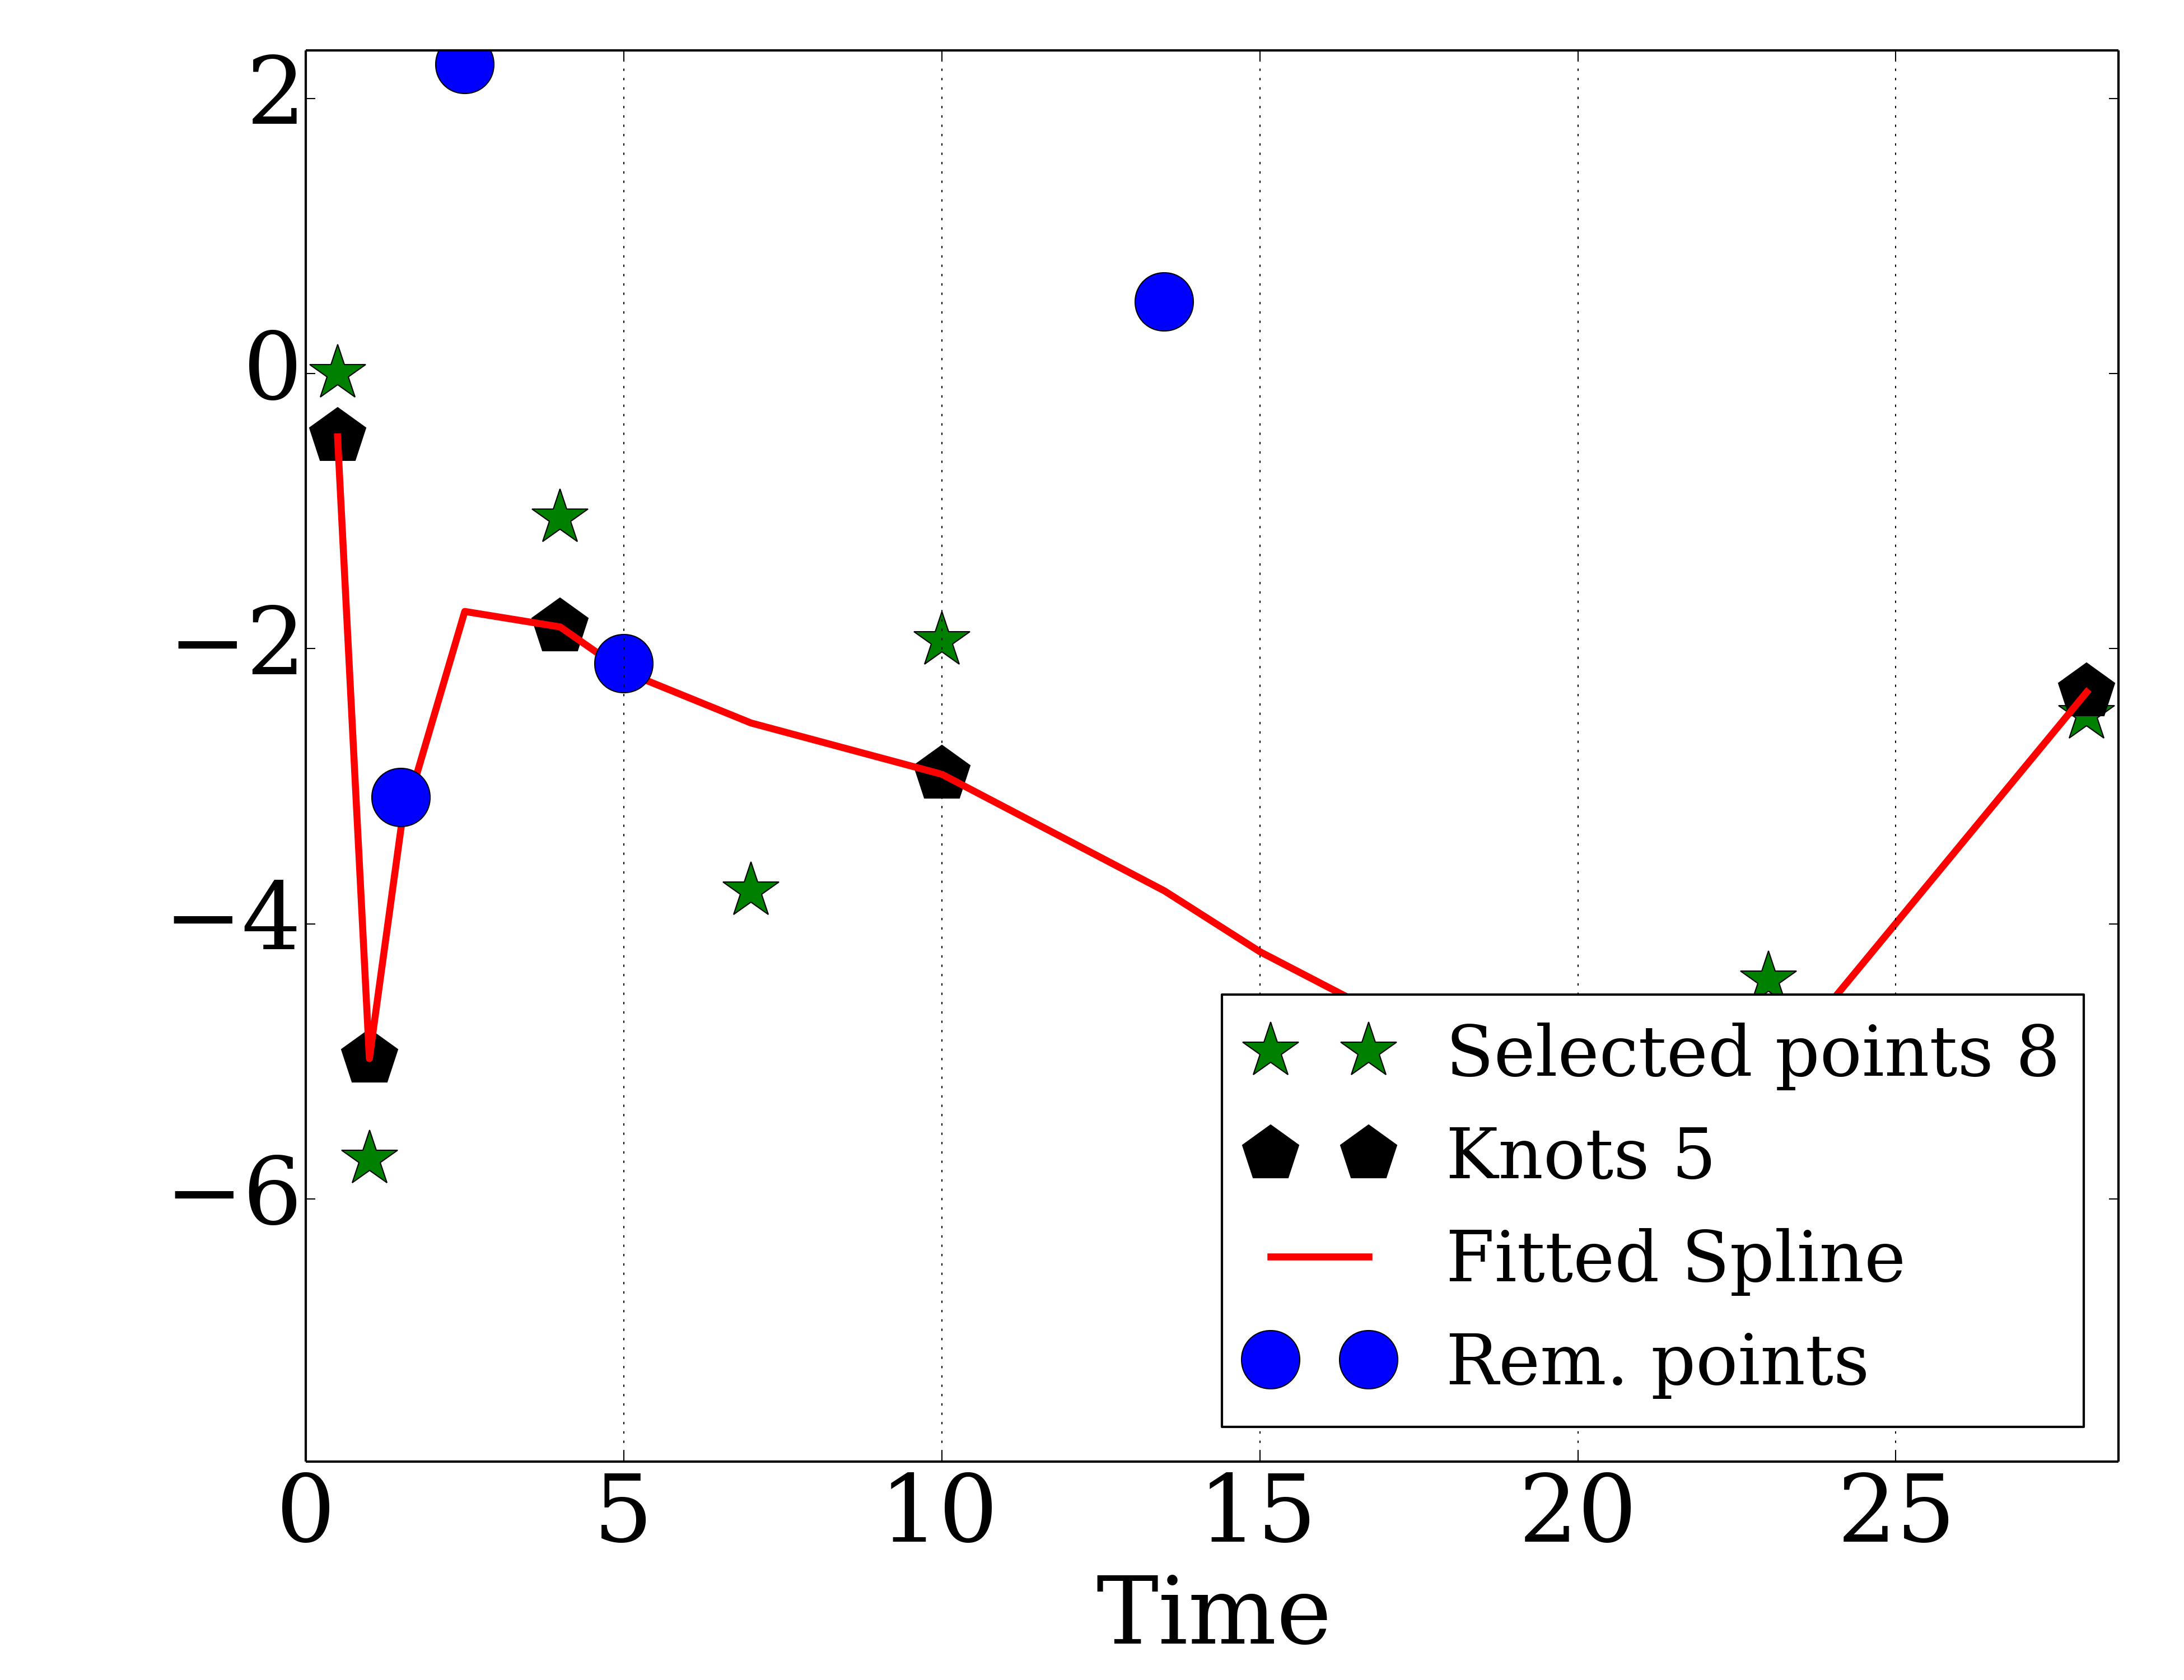 2
0
−2
−4
−6
0 5 10 15 20 25
Time
Selected points 8
Knots 5
Fitted Spline
Rem. points